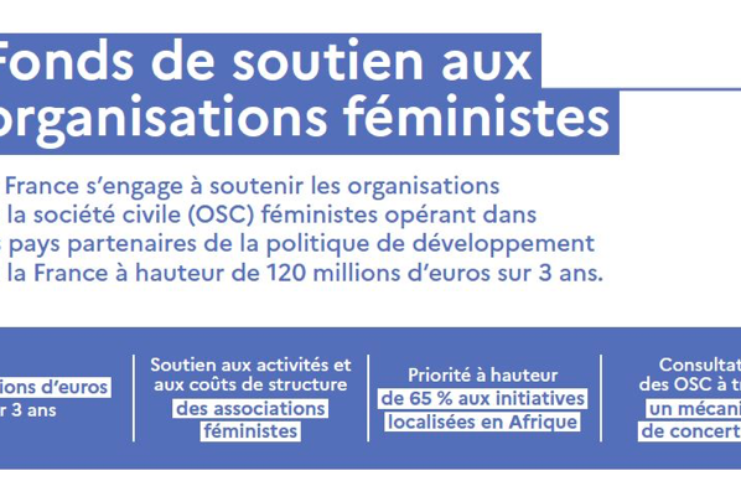 Fonds de soutien aux
organisations féministes
France s’engage à soutenir les organisations
la société civile (OSC) féministes opérant dans
pays partenaires de la politique de développement
la France à hauteur de 120 millions d’euros sur 3 ans.
ions d’euros
r 3 ans
Soutien aux activités et
aux coûts de structure
des associations
féministes
Priorité à hauteur
de 65 % aux initiatives
localisées en Afrique
Consultat
des OSC à tr
un mécani
de concert